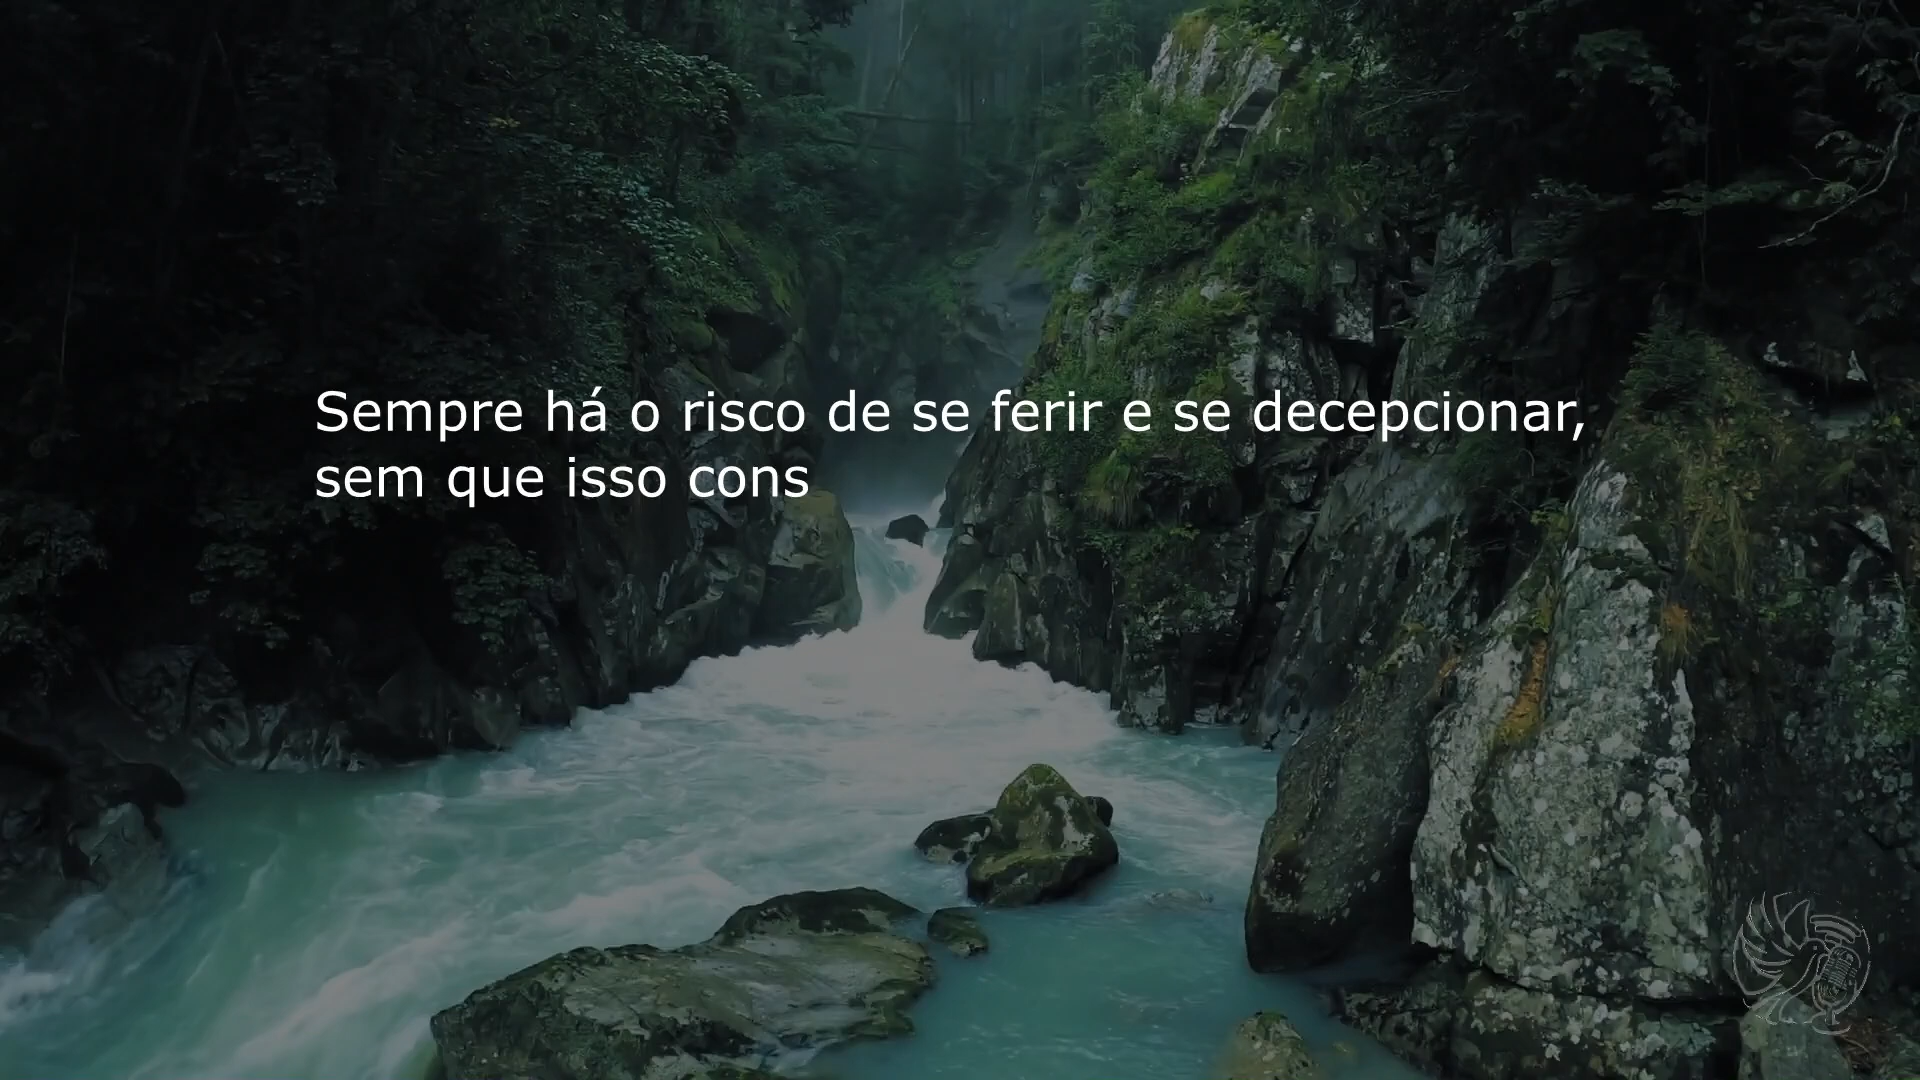 Sempre há o risco de se ferir e se decepcionar,
sem que isso cons